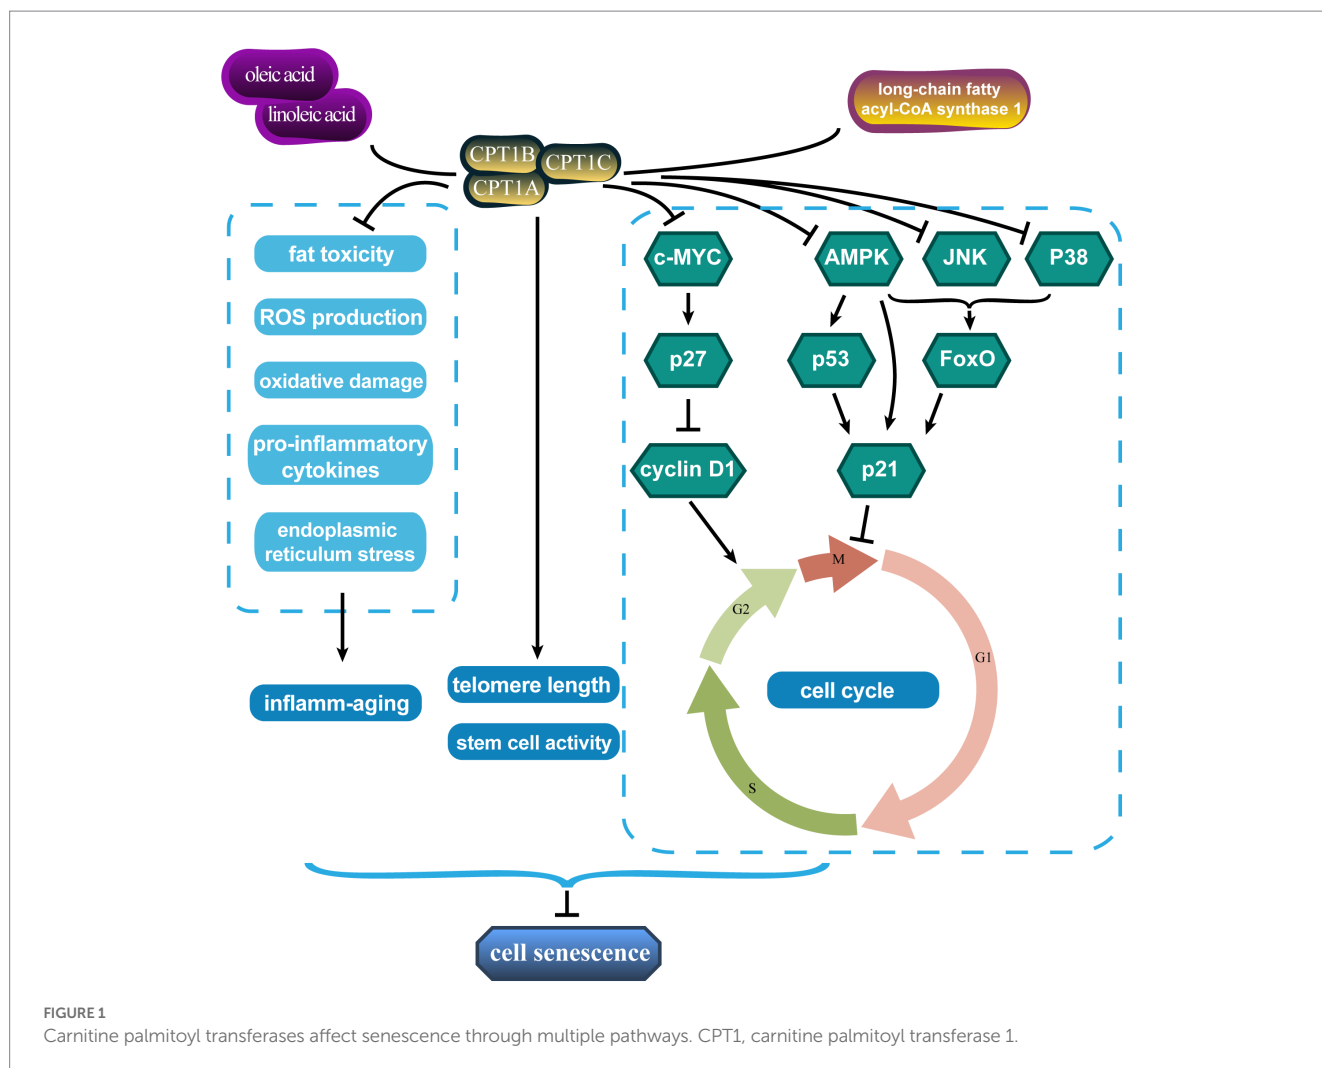 oleic acid
linoleic acid
long-chain fatty
acyl-CoA synthase 1
CPT1B
CPT1C
CPT1A
fat toxicity
ROS production
oxidative damage
pro-inflammatory
cytokines
endoplasmic
reticulum stress
inflamm-aging
telomere length
stem cell activity
c-MYC
AMPK
JNK
P38
p27
p53
FoxO
cyclin D1
p21
M
G2
G1
cell cycle
S
cell senescence
FIGURE 1
Carnitine palmitoyl transferases affect senescence through multiple pathways. CPT1, carnitine palmitoyl transferase 1.